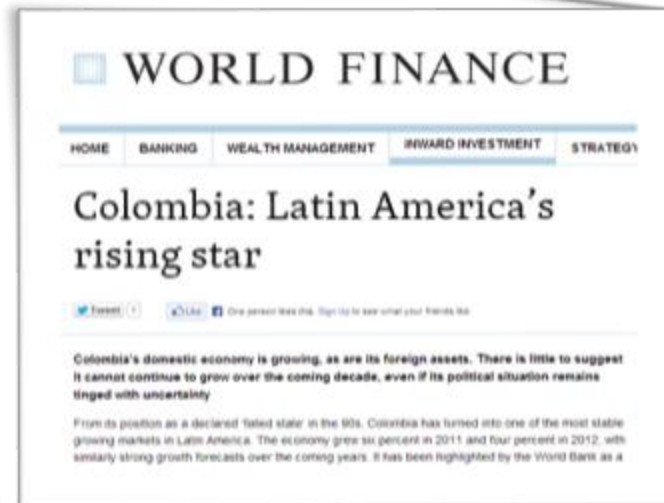 WORLD FINANCE
HOME BANKING WEALTH MANAGEMENT INWARD INVESTMENT STRATEGY
Colombia: Latin America's
rising star
Tweet Like One person likes this. Sign Up to see what your friends like.
Colombia's domestic economy is growing, as are its foreign assets. There is little to suggest
it cannot continue to grow over the coming decade, even if its political situation remains
tinged with uncertainty
From its position as a declared 'failed state' in the 90s, Colombia has turned into one of the most stable
growing markets in Latin America. The economy grew six percent in 2011 and four percent in 2012, with
similarly strong growth forecasts over the coming years. It has been highlighted by the World Bank as a